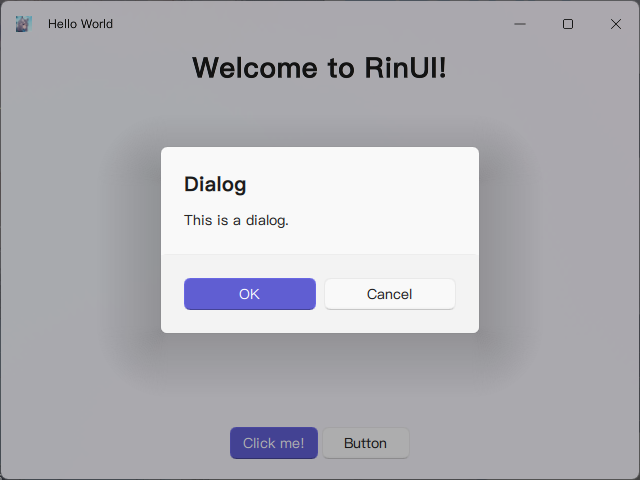 Hello World
Welcome to RinUI!
Dialog
This is a dialog.
OK Cancel
Click me! Button